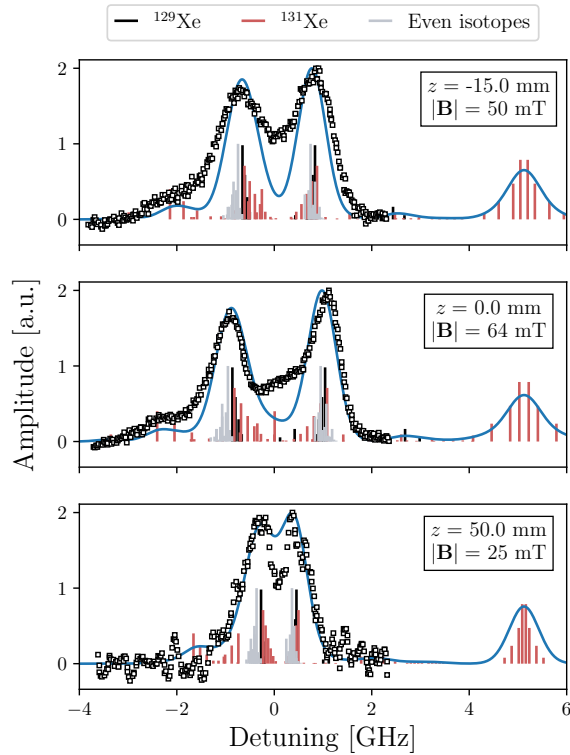 ¹²⁹Xe ¹³¹Xe Even isotopes
2
1
0
z = -15.0 mm
|B| = 50 mT
2
1
0
z = 0.0 mm
|B| = 64 mT
2
1
0
z = 50.0 mm
|B| = 25 mT
−4 −2 0 2 4 6
Detuning [GHz]
Amplitude [a.u.]